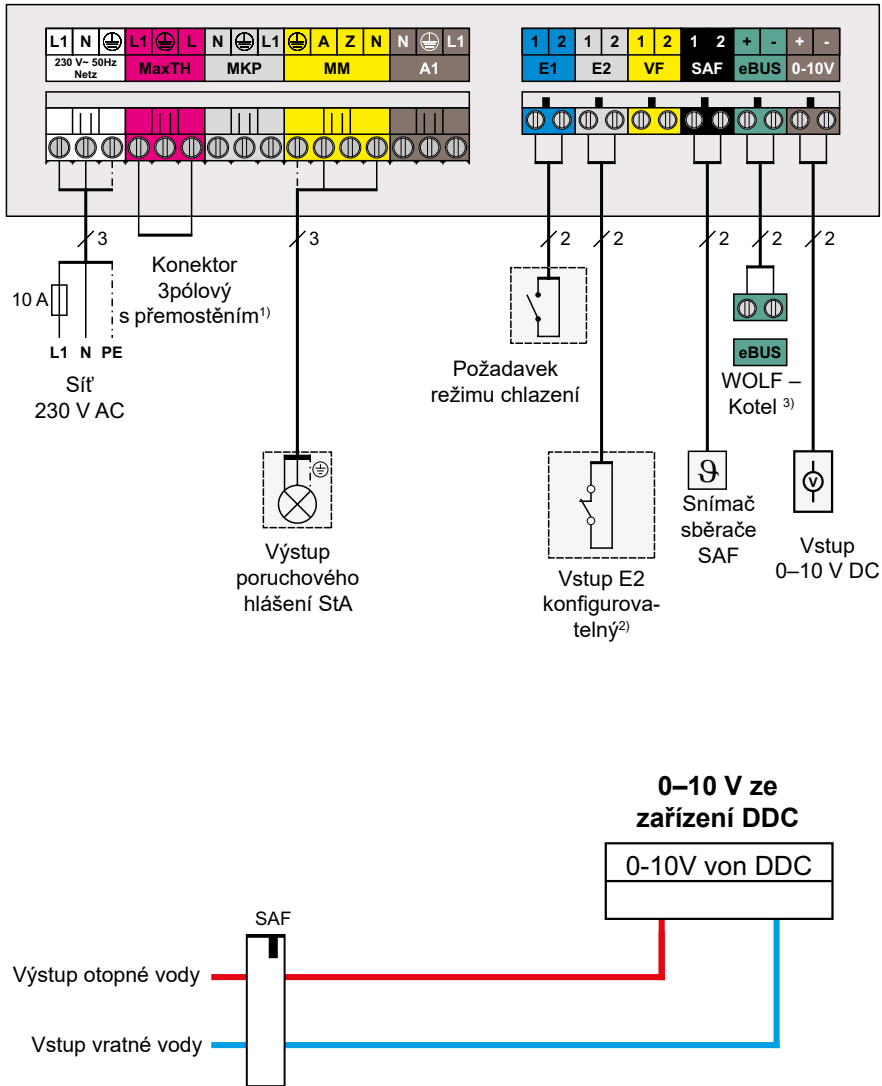 L1 N L1 L N L1 A Z N N L1
230 V~ 50Hz
Netz
MaxTH
MKP
MM
A1
1 2 1 2 1 2 1 2 + - + -
E1 E2 VF SAF eBUS 0-10V
3
3
2
2
2
2
2
10 A
L1 N PE
Síť
230 V AC
Konektor
3pólový
s přemostěním1)
Výstup
poruchového
hlášení StA
Požadavek
režimu chlazení
Vstup E2
konfigurova-
telný2)
ϑ
Snímač
sběrače
SAF
eBUS
WOLF –
Kotel 3)
V
Vstup
0–10 V DC
0–10 V ze
zařízení DDC
0-10V von DDC
SAF
Výstup otopné vody
Vstup vratné vody